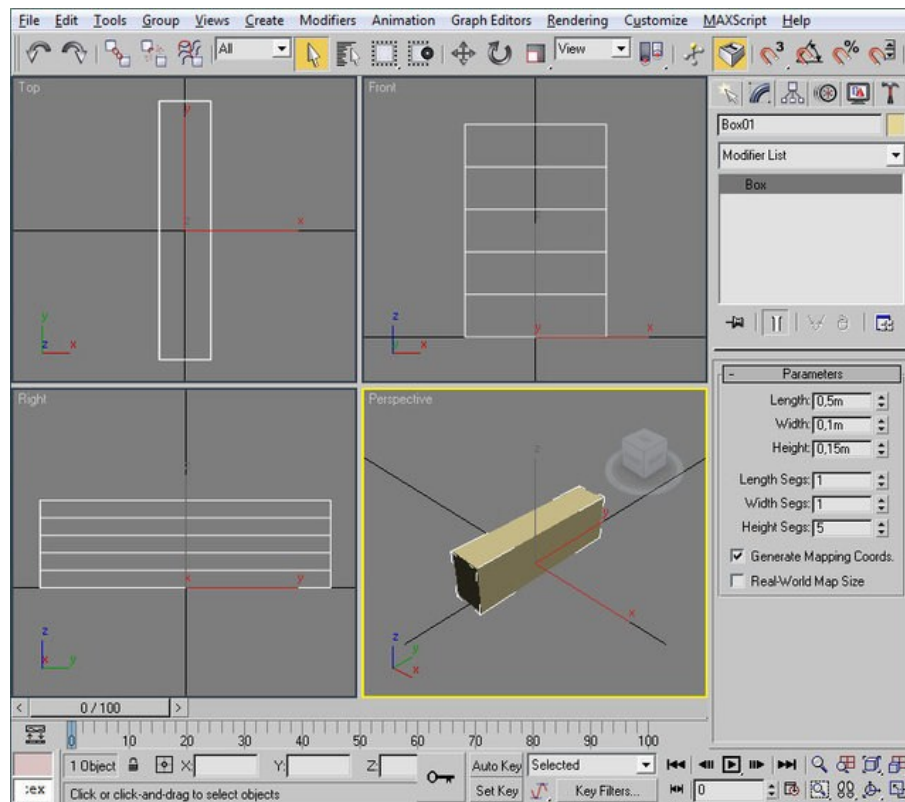 File Edit Tools Group Views Create Modifiers Animation Graph Editors Rendering Customize MAXScript Help
All View 3 %
Top
y
x
z
y
z x
Front
x
y
z
x
Box01
Modifier List
Box
Parameters
Length: 0,5m
Width: 0,1m
Height: 0,15m
Length Segs: 1
Width Segs: 1
Height Segs: 5
Generate Mapping Coords.
Real-World Map Size
Right
x y
z
x y
Perspective
z
y
x
z
y
x
0 / 100
0 10 20 30 40 50 60 70 80 90 100
1 Object X: Y: Z: Auto Key Selected
:ex Click or click-and-drag to select objects Set Key Key Filters... 0